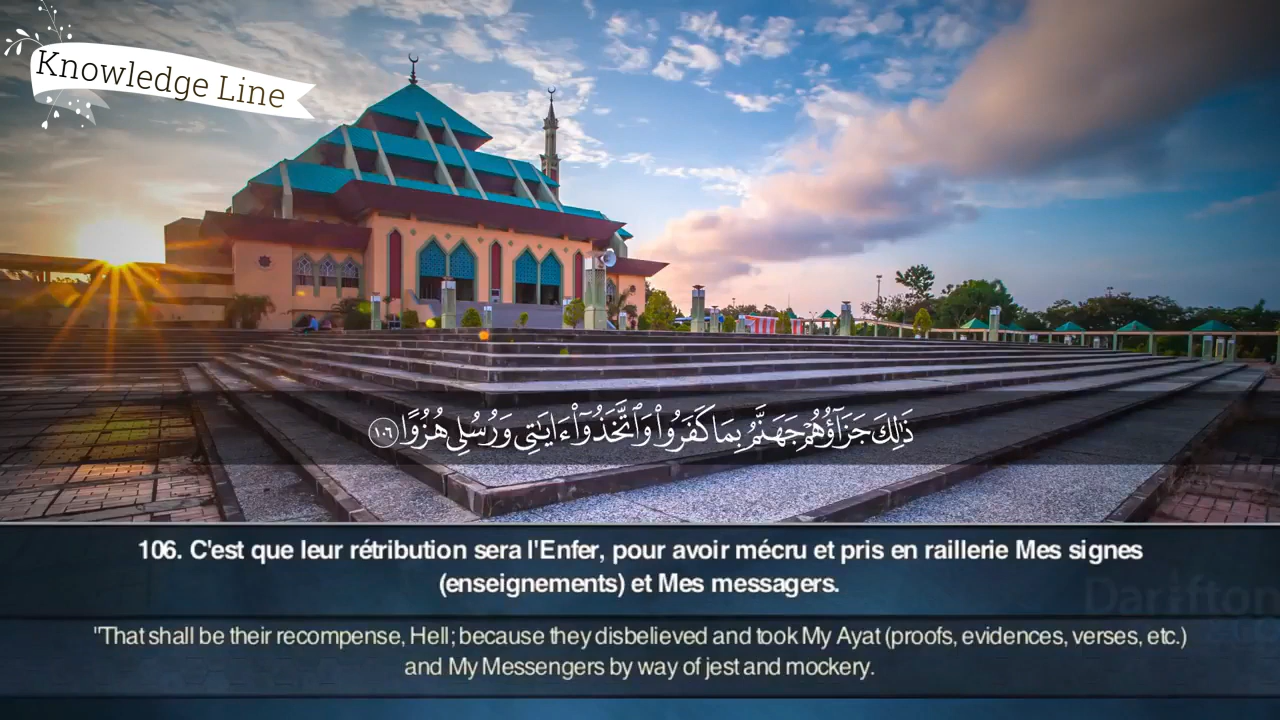 Knowledge Line
ذَٰلِكَ جَزَآؤُهُمْ جَهَنَّمُ بِمَا كَفَرُوا۟ وَٱتَّخَذُوٓا۟ ءَايَـٰتِى وَرُسُلِى هُزُوًا ١٠٦
106. C'est que leur rétribution sera l'Enfer, pour avoir mécru et pris en raillerie Mes signes
(enseignements) et Mes messagers.
"That shall be their recompense, Hell; because they disbelieved and took My Ayat (proofs, evidences, verses, etc.)
and My Messengers by way of jest and mockery.